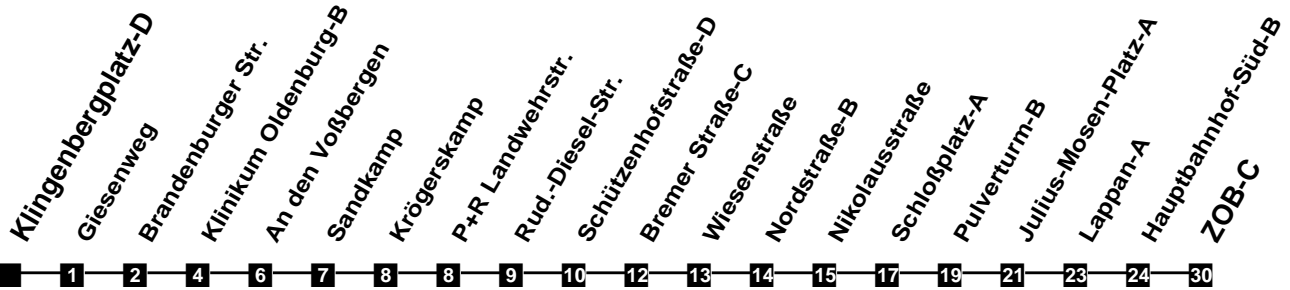 Klingenbergplatz-D
Giesenweg
Brandenburger Str.
Klinikum Oldenburg-B
An den Voßbergen
Sandkamp
Krögerskamp
P+R Landwehrstr.
Rud.-Diesel-Str.
Schützenhofstraße-D
Bremer Straße-C
Wiesenstraße
Nordstraße-B
Nikolausstraße
Schloßplatz-A
Pulverturm-B
Julius-Mosen-Platz-A
Lappan-A
Hauptbahnhof-Süd-B
ZOB-C
1 2 4 6 7 8 8 9 10 12 13 14 15 17 19 21 23 24 30